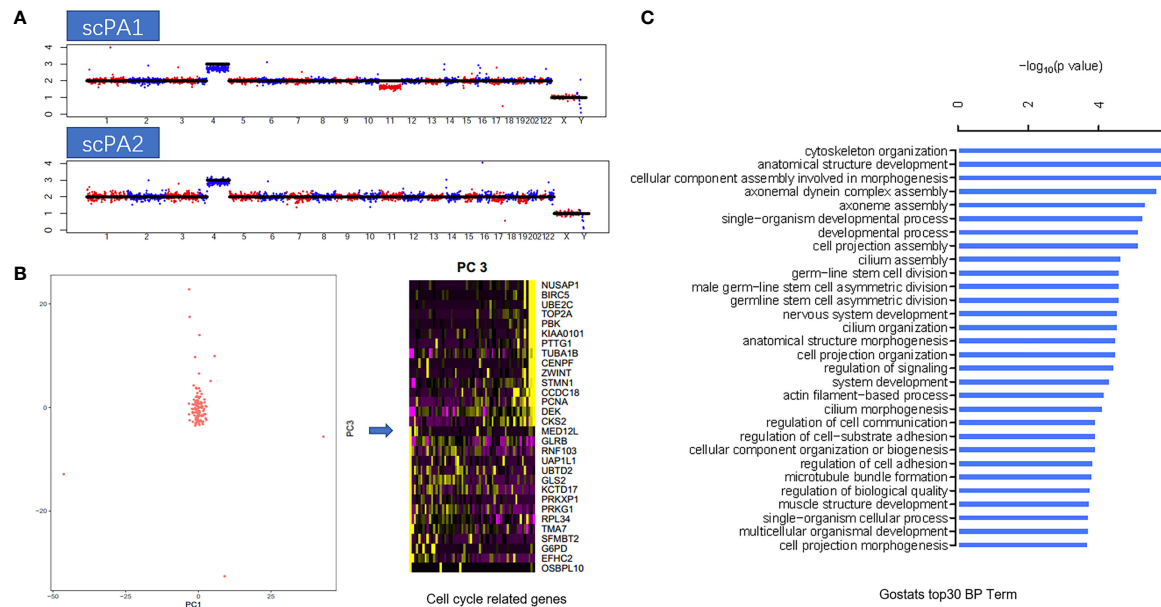 A
scPA1
4
3
2
1
0
1 2 3 4 5 6 7 8 9 10 11 12 13 14 15 16 17 18 19 202122 X Y
scPA2
4
3
2
1
0
1 2 3 4 5 6 7 8 9 10 11 12 13 14 15 16 17 18 19 202122 X Y
B
20
0
−20
−50 −25 0 25
PC1
PC3
PC 3
NUSAP1
BIRC5
UBE2C
TOP2A
PBK
KIAA0101
PTTG1
TUBA1B
CENPF
ZWINT
STMN1
CCDC18
PCNA
DEK
CKS2
MED12L
GLRB
RNF103
UAP1L1
UBTD2
GLS2
KCTD17
PRKXP1
PRKG1
RPL34
TMA7
SFMBT2
G6PD
EFHC2
OSBPL10
Cell cycle related genes
C
−log10(p value)
0 2 4
cytoskeleton organization
anatomical structure development
cellular component assembly involved in morphogenesis
axonemal dynein complex assembly
axoneme assembly
single−organism developmental process
developmental process
cell projection assembly
cilium assembly
germ−line stem cell division
male germ−line stem cell asymmetric division
germline stem cell asymmetric division
nervous system development
cilium organization
anatomical structure morphogenesis
cell projection organization
regulation of signaling
system development
actin filament−based process
cilium morphogenesis
regulation of cell communication
regulation of cell−substrate adhesion
cellular component organization or biogenesis
regulation of cell adhesion
microtubule bundle formation
regulation of biological quality
muscle structure development
single−organism cellular process
multicellular organismal development
cell projection morphogenesis
Gostats top30 BP Term